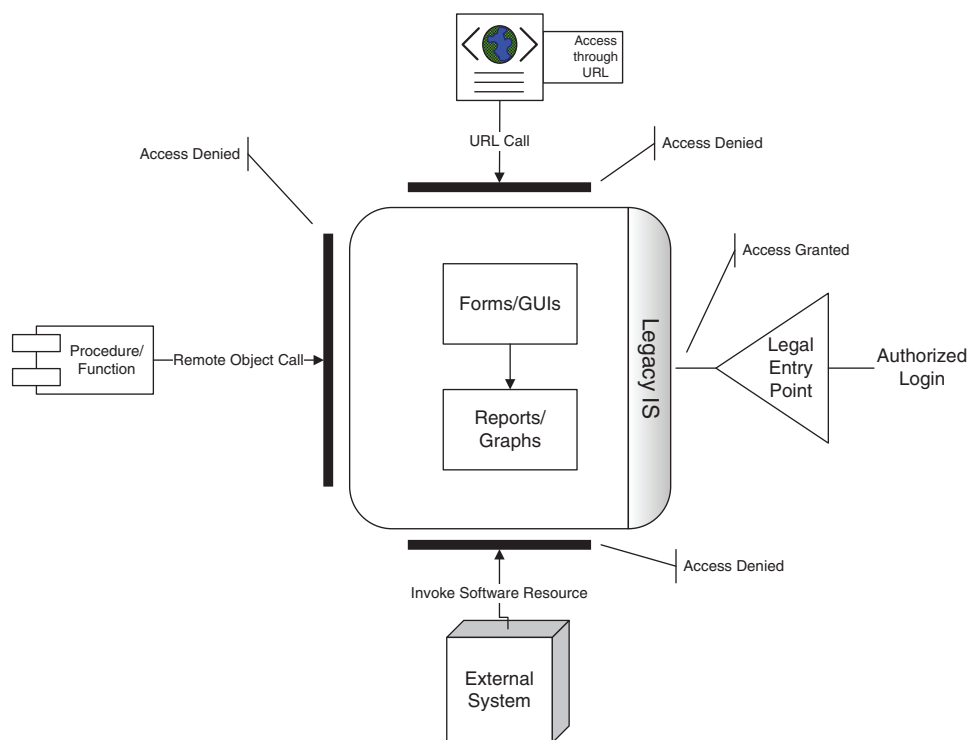 Access
through
URL
URL Call
Access Denied
Access Denied
Access Granted
Forms/GUIs
Legacy IS
Legal
Entry
Point
Authorized
Login
Procedure/
Function
Remote Object Call
Reports/
Graphs
Access Denied
Invoke Software Resource
External
System